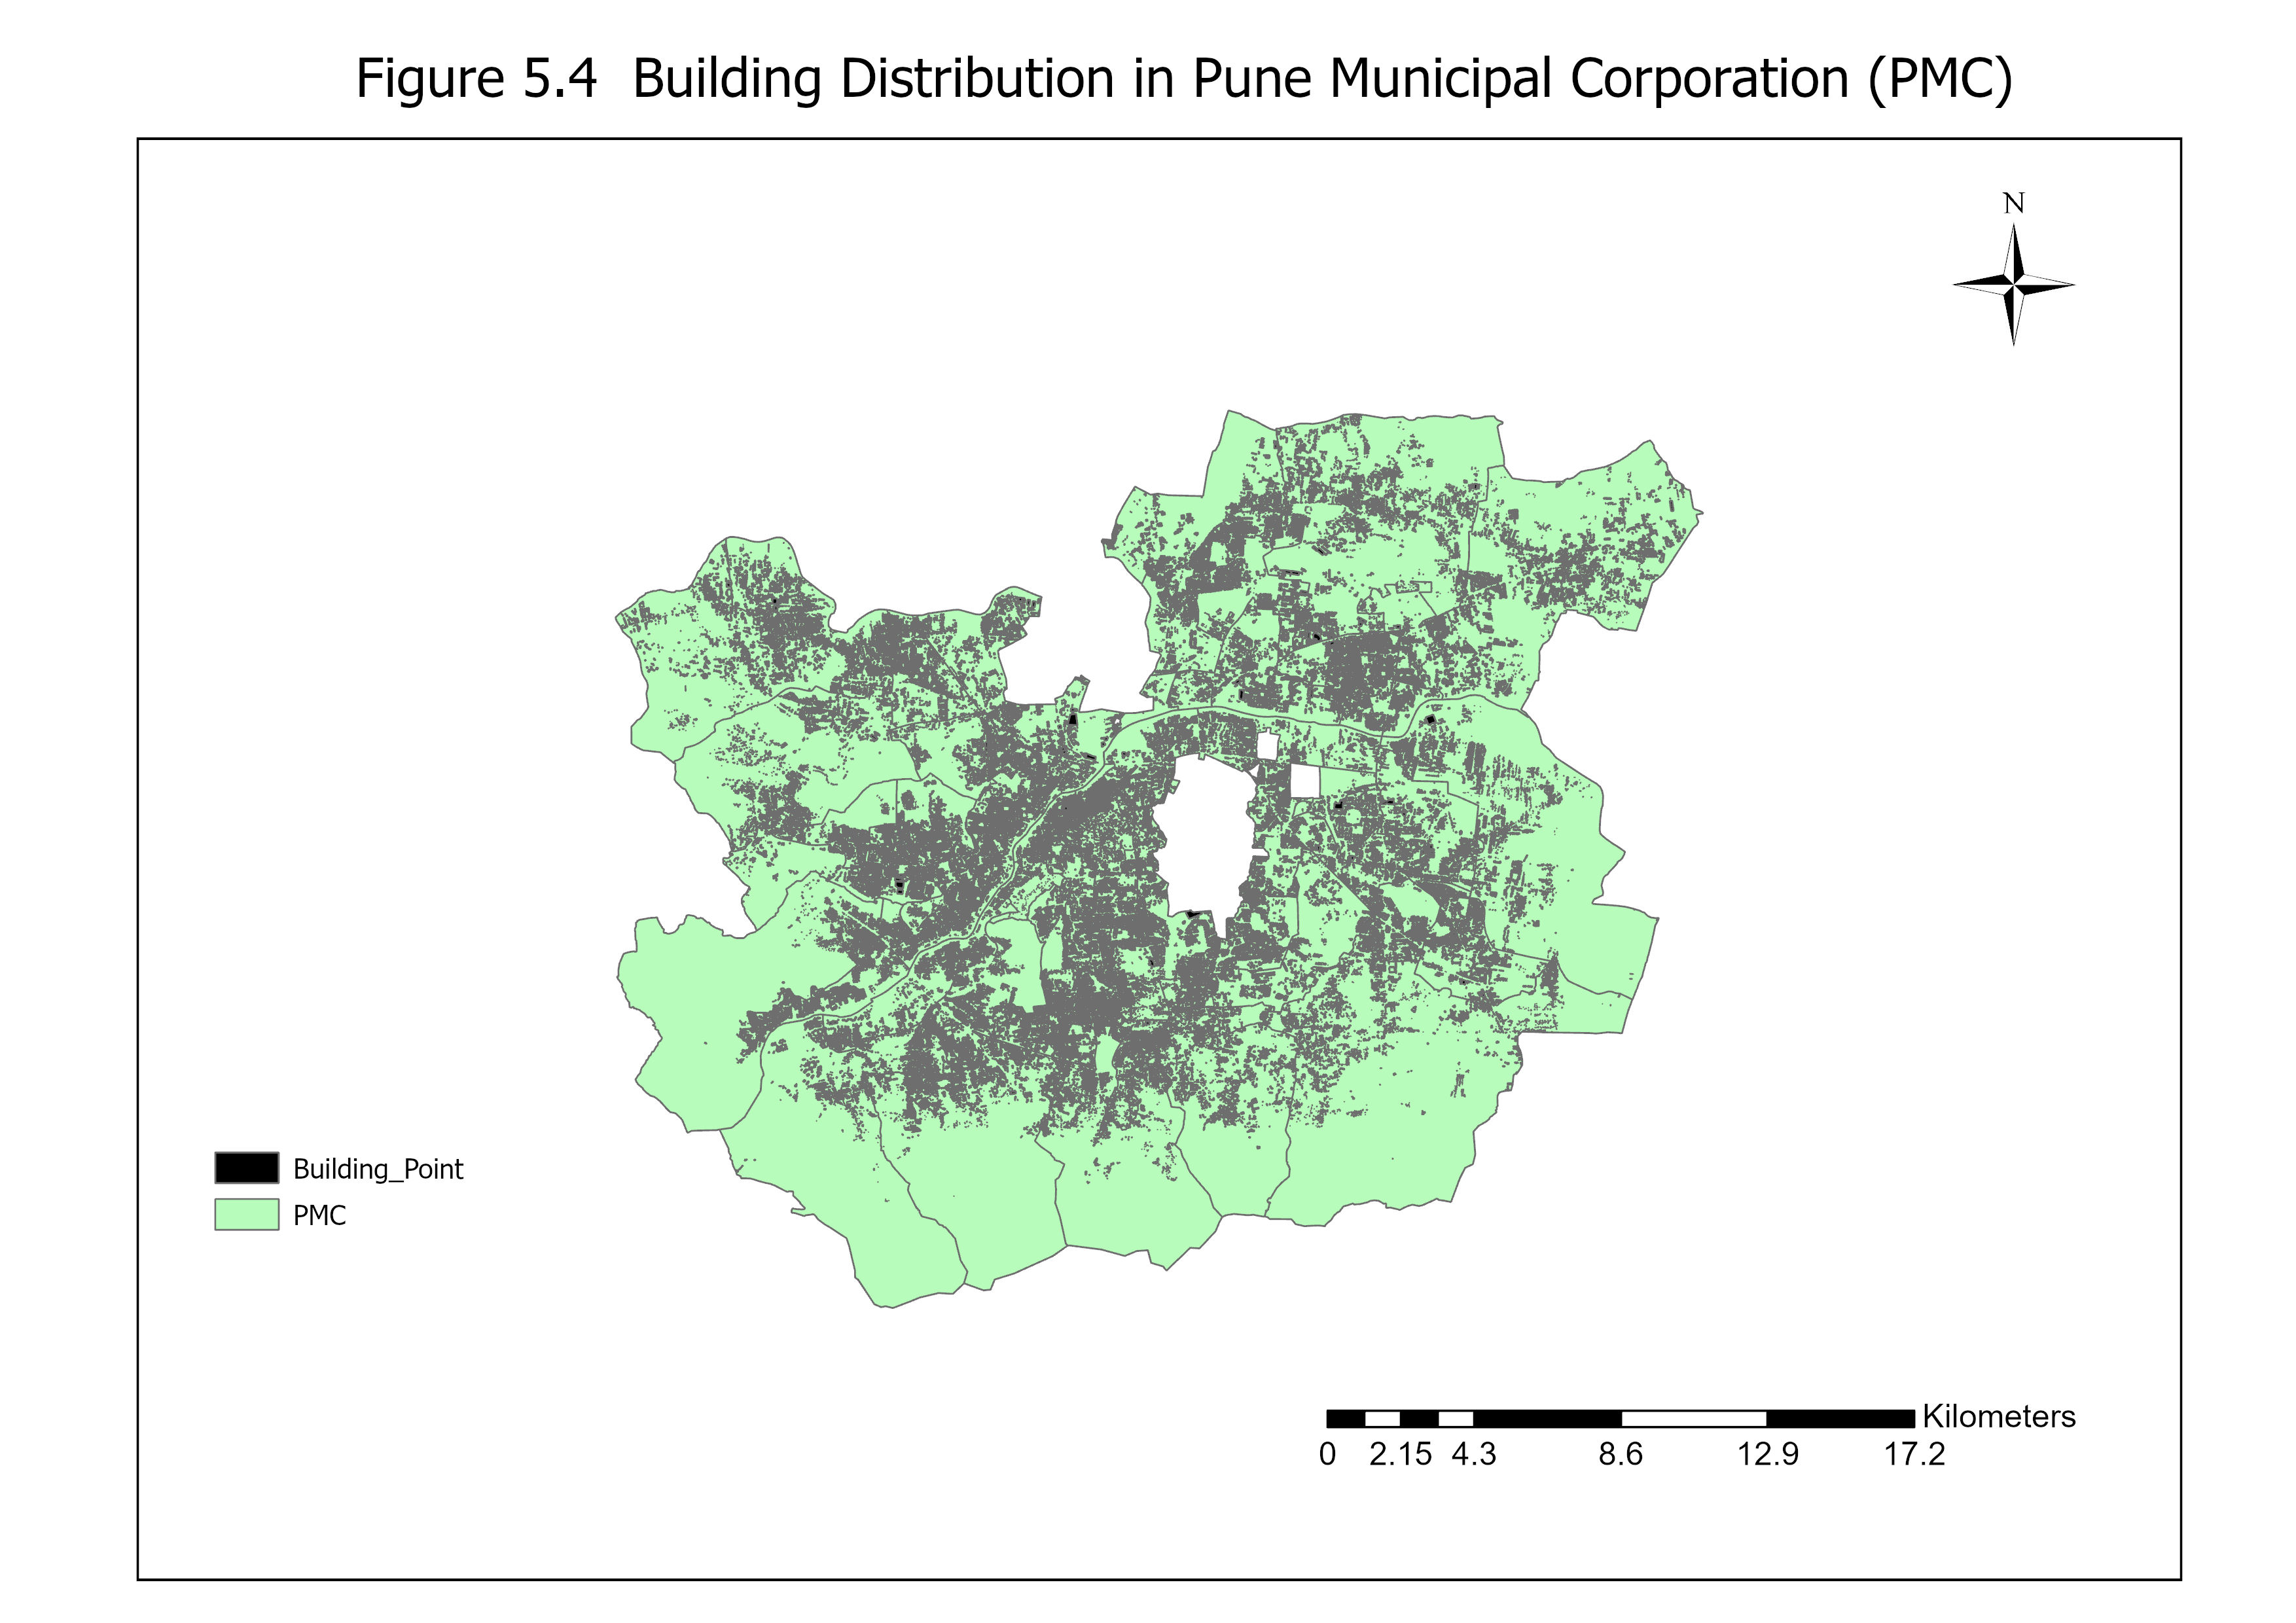 Figure 5.4  Building Distribution in Pune Municipal Corporation (PMC)
N
Building_Point
PMC
Kilometers
0 2.15 4.3 8.6 12.9 17.2